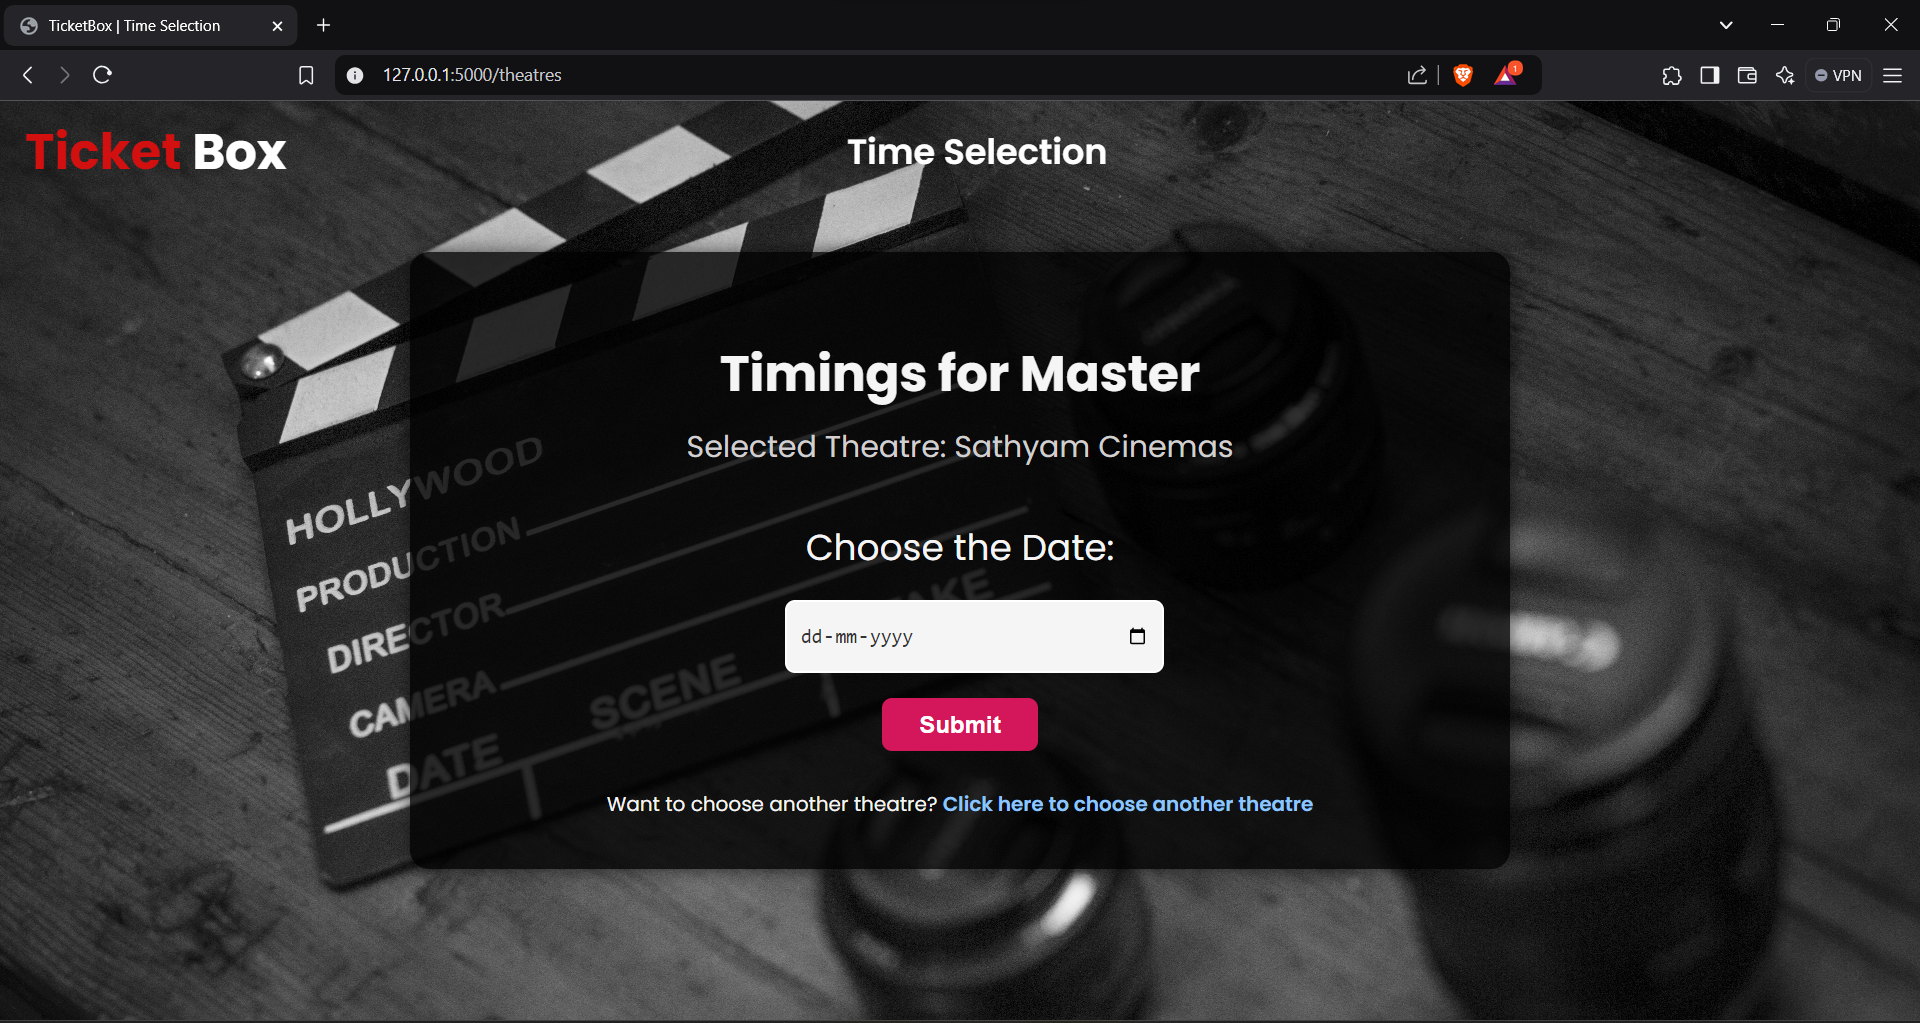 TicketBox | Time Selection
127.0.0.1:5000/theatres
1
VPN
Ticket Box
Time Selection
Timings for Master
Selected Theatre: Sathyam Cinemas
Choose the Date:
dd-mm-yyyy
Submit
Want to choose another theatre? Click here to choose another theatre
HOLLYWOOD
PRODUCTION
DIRECTOR
CAMERA
DATE
SCENE